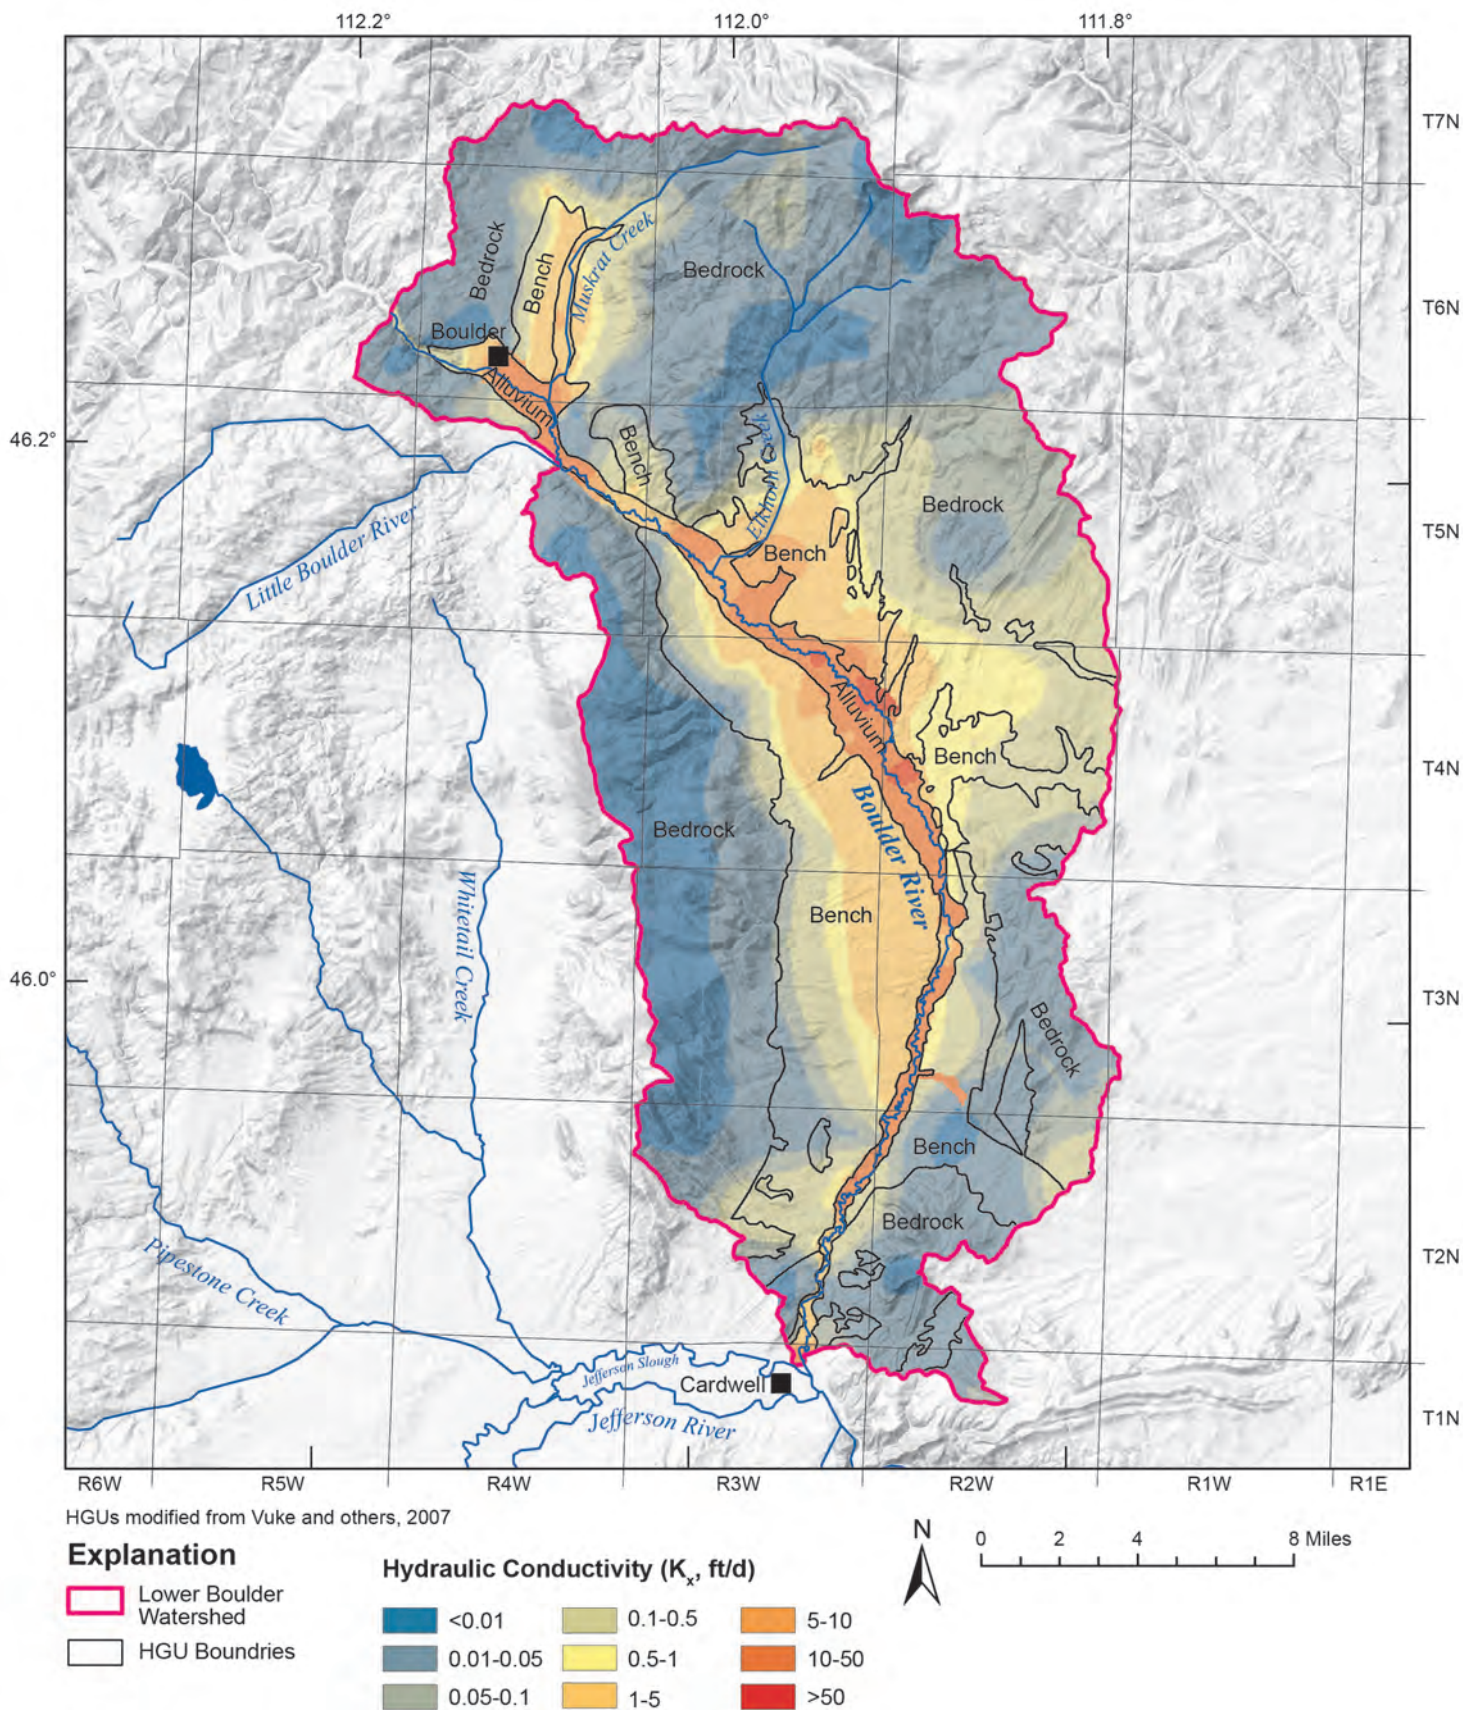 112.2°
112.0°
111.8°
T7N
T6N
T5N
T4N
T3N
T2N
T1N
46.2°
46.0°
Bedrock
Bench
Muskrat Creek
Bedrock
Boulder
Alluvium
Bench
Elkhorn Creek
Bedrock
Little Boulder River
Bench
Alluvium
Bench
Boulder River
Bedrock
Whitetail Creek
Bench
Bedrock
Bench
Bedrock
Pipestone Creek
Jefferson Slough
Cardwell
Jefferson River
R6W
R5W
R4W
R3W
R2W
R1W
R1E
HGUs modified from Vuke and others, 2007
Explanation
Lower Boulder
Watershed
HGU Boundries
Hydraulic Conductivity (Kx, ft/d)
<0.01
0.01-0.05
0.05-0.1
0.1-0.5
0.5-1
1-5
5-10
10-50
>50
N
0 2 4 8 Miles